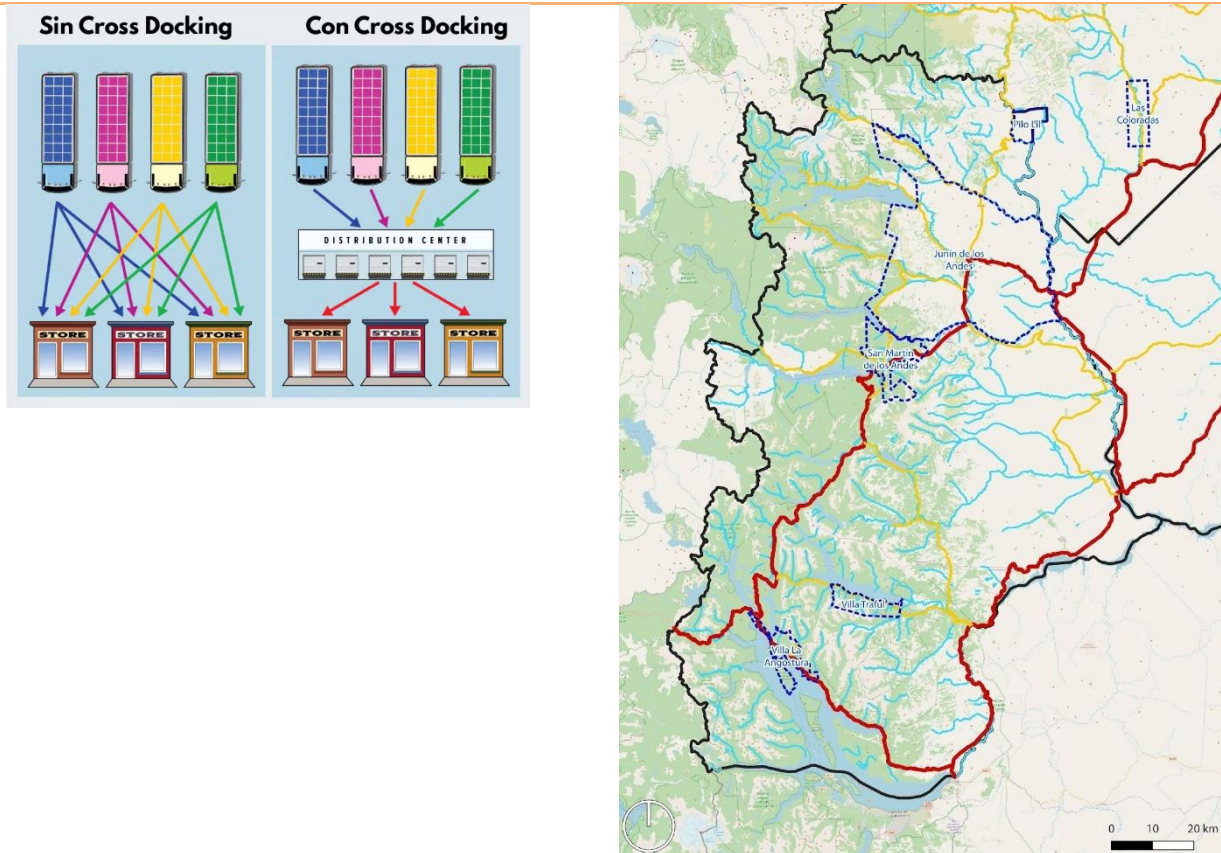 Sin Cross Docking
Con Cross Docking
DISTRIBUTION CENTER
STORE
STORE
STORE
STORE
STORE
STORE
Pilo Lil
Las
Coloradas
Junín de los
Andes
San Martín
de los Andes
Villa Traful
Villa La
Angostura
0 10 20 km